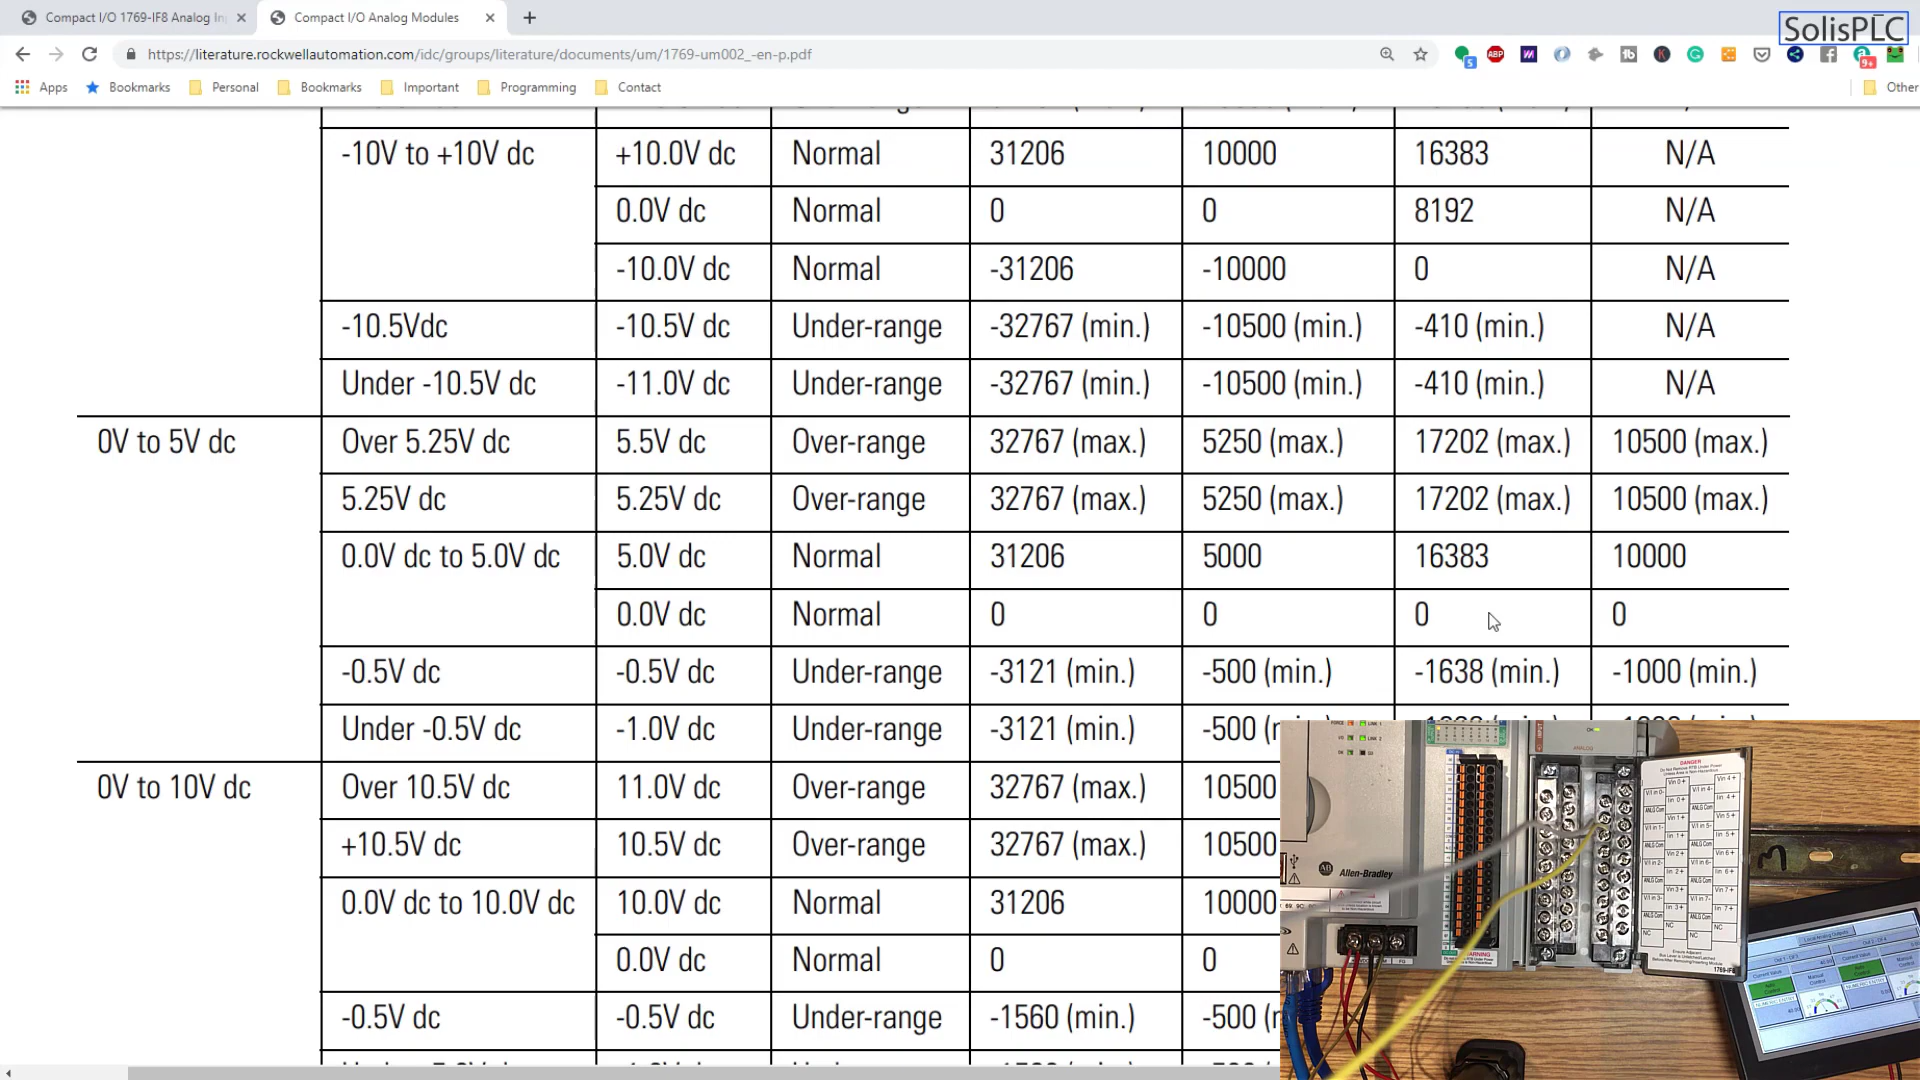 Compact I/O 1769-IF8 Analog In
Compact I/O Analog Modules
SolisPLC
https://literature.rockwellautomation.com/idc/groups/literature/documents/um/1769-um002_-en-p.pdf
Apps Bookmarks Personal Bookmarks Important Programming Contact Other
-10V to +10V dc +10.0V dc Normal 31206 10000 16383 N/A
0.0V dc Normal 0 0 8192 N/A
-10.0V dc Normal -31206 -10000 0 N/A
-10.5Vdc -10.5V dc Under-range -32767 (min.) -10500 (min.) -410 (min.) N/A
Under -10.5V dc -11.0V dc Under-range -32767 (min.) -10500 (min.) -410 (min.) N/A
0V to 5V dc Over 5.25V dc 5.5V dc Over-range 32767 (max.) 5250 (max.) 17202 (max.) 10500 (max.)
5.25V dc 5.25V dc Over-range 32767 (max.) 5250 (max.) 17202 (max.) 10500 (max.)
0.0V dc to 5.0V dc 5.0V dc Normal 31206 5000 16383 10000
0.0V dc Normal 0 0 0 0
-0.5V dc -0.5V dc Under-range -3121 (min.) -500 (min.) -1638 (min.) -1000 (min.)
Under -0.5V dc -1.0V dc Under-range -3121 (min.) -500
0V to 10V dc Over 10.5V dc 11.0V dc Over-range 32767 (max.) 10500
+10.5V dc 10.5V dc Over-range 32767 (max.) 10500
0.0V dc to 10.0V dc 10.0V dc Normal 31206 10000
0.0V dc Normal 0 0
-0.5V dc -0.5V dc Under-range -1560 (min.) -500
Allen-Bradley
DANGER
1769-IF8